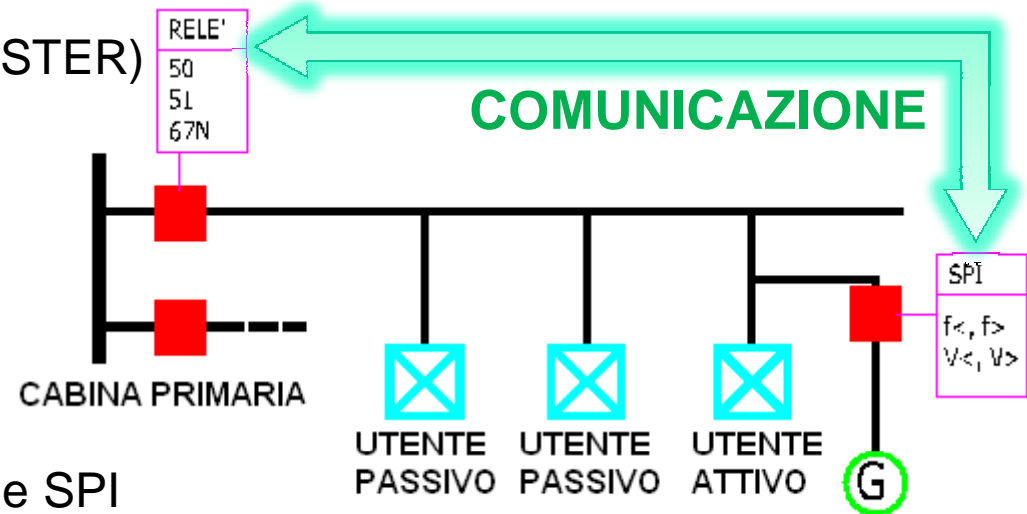 STER)
RELE'
50
51
67N
COMUNICAZIONE
SPI
f<, f>
V<, V>
CABINA PRIMARIA
UTENTE
PASSIVO
UTENTE
PASSIVO
UTENTE
ATTIVO
G
e SPI